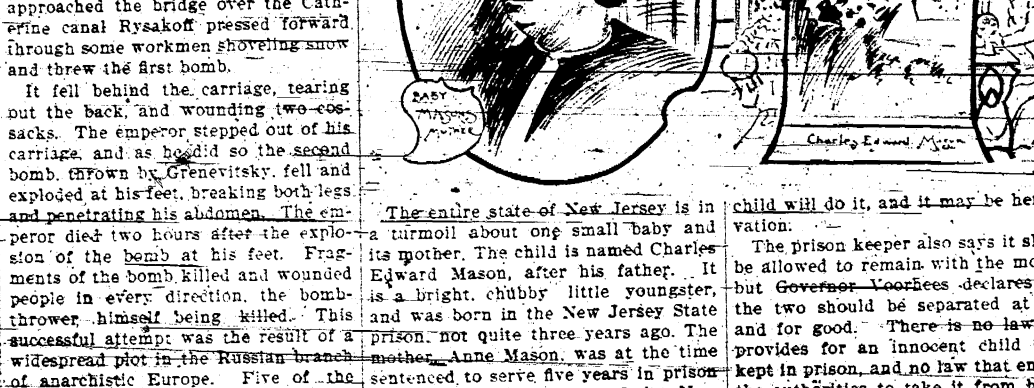 approached the bridge over the Cath-
erine canal Rysakoff pressed forward
through some workmen shoveling snow
and threw the first bomb.
It fell behind the carriage, tearing
out the back, and wounding two cos-
sacks. The emperor stepped out of his
carriage, and as he did so the second
bomb, thrown by Grenevitsky, fell and
exploded at his feet, breaking both legs
and penetrating his abdomen. The em-
peror died two hours after the explo-
sion of the bomb at his feet. Frag-
ments of the bomb killed and wounded
people in every direction, the bomb-
thrower himself being killed. This
successful attempt was the result of a
widespread plot in the Russian branch
of anarchistic Europe. Five of the
BABY
MASON'S
MOTHER
Charles Edward Mason
The entire state of New Jersey is in
a turmoil about one small baby and
its mother. The child is named Charles
Edward Mason, after his father. It
is a bright, chubby little youngster,
and was born in the New Jersey State
prison, not quite three years ago. The
mother, Anne Mason, was at the time
sentenced to serve five years in prison
child will do it, and it may be
vation.
The prison keeper also says it
be allowed to remain with the
but Governor Voorhees declares
the two should be separated at
and for good. There is no law
provides for an innocent child
kept in prison, and no law that